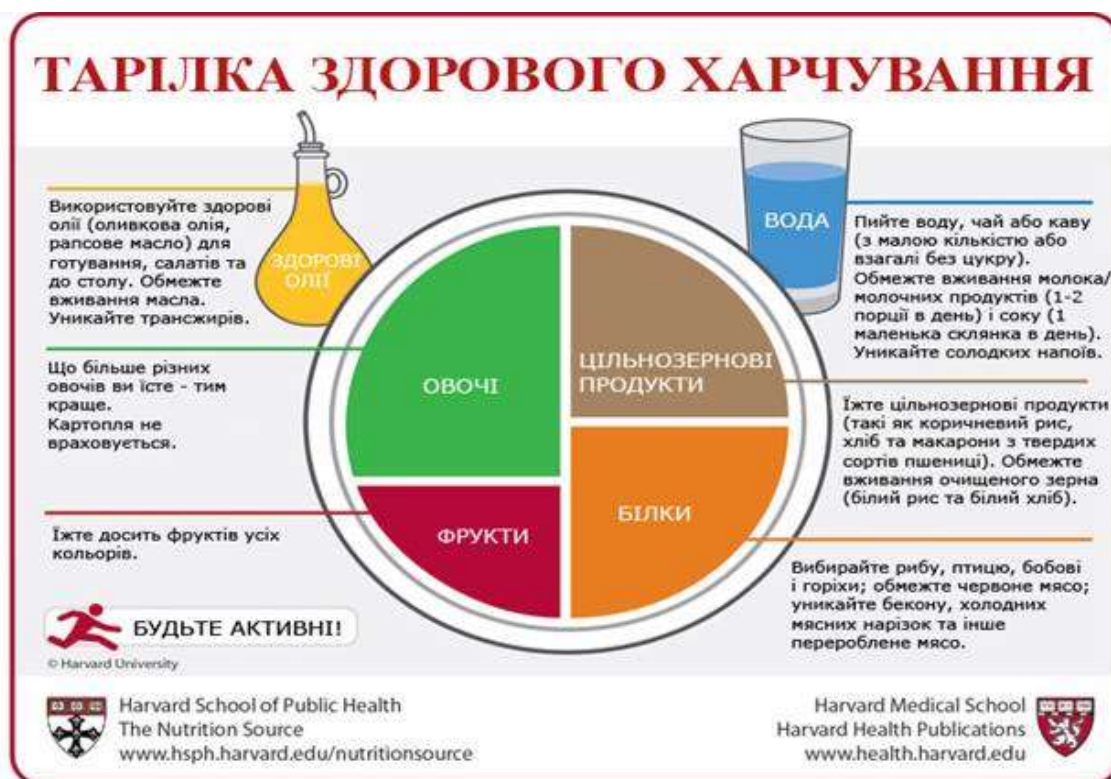 ТАРІЛКА ЗДОРОВОГО ХАРЧУВАННЯ
Використовуйте здорові
олії (оливкова олія,
рапсове масло) для
готування, салатів та
до столу. Обмежте
вживання масла.
Уникайте трансжирів.
ЗДОРОВІ
ОЛІЇ
ВОДА
Пийте воду, чай або каву
(з малою кількістю або
взагалі без цукру).
Обмежте вживання молока/
молочних продуктів (1-2
порції в день) і соку (1
маленька склянка в день).
Уникайте солодких напоїв.
Що більше різних
овочів ви їсте - тим
краще.
Картопля не
враховується.
ОВОЧІ
ЦІЛЬНОЗЕРНОВІ
ПРОДУКТИ
Їжте цільнозернові продукти
(такі як коричневий рис,
хліб та макарони з твердих
сортів пшениці). Обмежте
вживання очищеного зерна
(білий рис та білий хліб).
Їжте досить фруктів усіх
кольорів.
ФРУКТИ
БІЛКИ
Вибирайте рибу, птицю, бобові
і горіхи; обмежте червоне мясо;
уникайте бекону, холодних
мясних нарізок та інше
перероблене мясо.
БУДЬТЕ АКТИВНІ!
© Harvard University
Harvard School of Public Health
The Nutrition Source
www.hsph.harvard.edu/nutritionsource
Harvard Medical School
Harvard Health Publications
www.health.harvard.edu